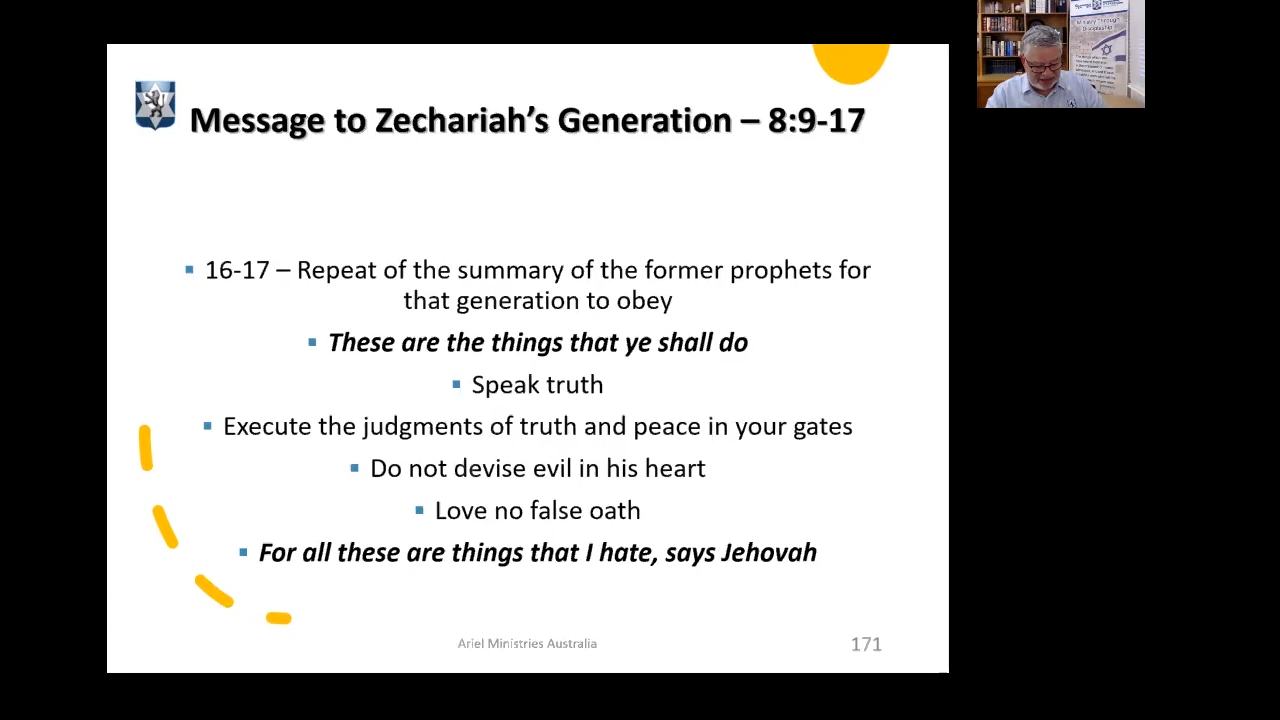 Message to Zechariah's Generation – 8:9-17
▪ 16-17 – Repeat of the summary of the former prophets for
that generation to obey
▪ These are the things that ye shall do
▪ Speak truth
▪ Execute the judgments of truth and peace in your gates
▪ Do not devise evil in his heart
▪ Love no false oath
▪ For all these are things that I hate, says Jehovah
Ariel Ministries Australia
171
Ministry Through
Discipleship